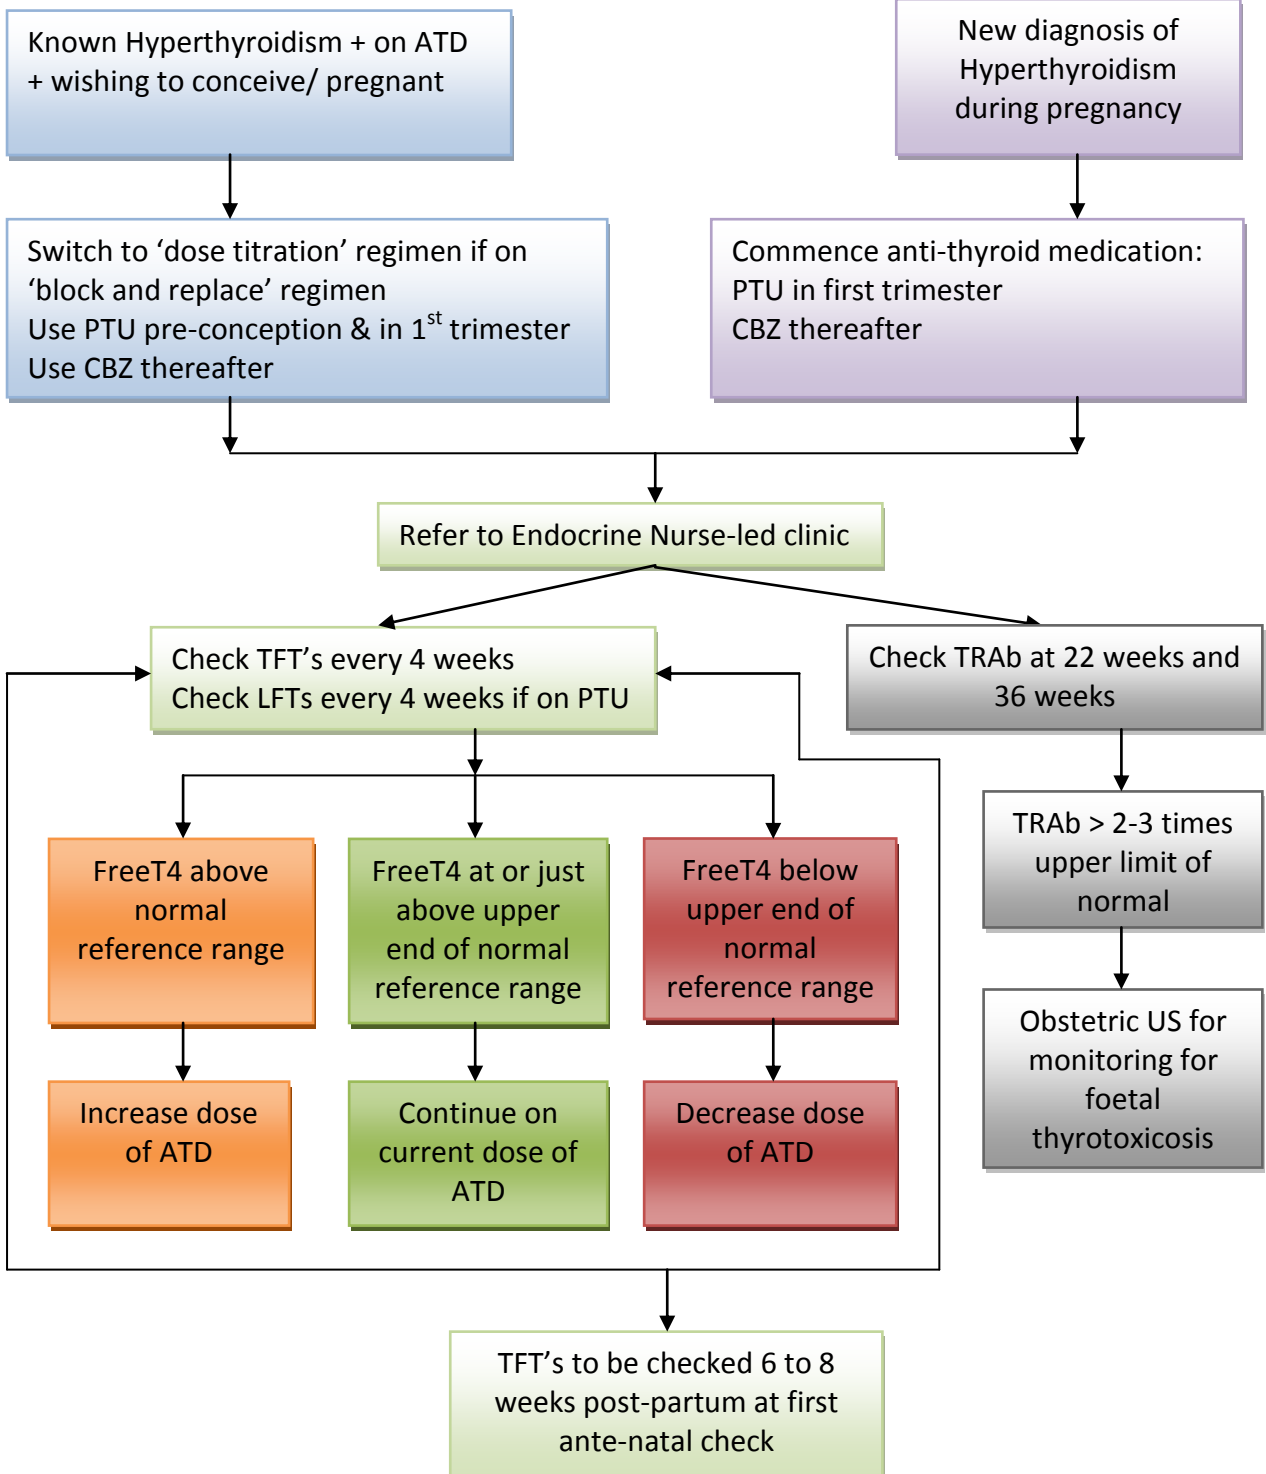 Known Hyperthyroidism + on ATD
+ wishing to conceive/ pregnant
New diagnosis of
Hyperthyroidism
during pregnancy
Switch to ‘dose titration’ regimen if on
‘block and replace’ regimen
Use PTU pre-conception & in 1st trimester
Use CBZ thereafter
Commence anti-thyroid medication:
PTU in first trimester
CBZ thereafter
Refer to Endocrine Nurse-led clinic
Check TFT’s every 4 weeks
Check LFTs every 4 weeks if on PTU
Check TRAb at 22 weeks and
36 weeks
FreeT4 above
normal
reference range
FreeT4 at or just
above upper
end of normal
reference range
FreeT4 below
upper end of
normal
reference range
TRAb > 2-3 times
upper limit of
normal
Increase dose
of ATD
Continue on
current dose of
ATD
Decrease dose
of ATD
Obstetric US for
monitoring for
foetal
thyrotoxicosis
TFT’s to be checked 6 to 8
weeks post-partum at first
ante-natal check